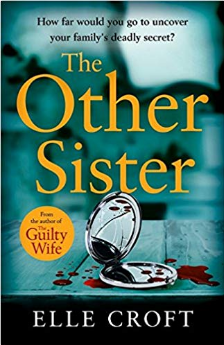 How far would you go to uncover
your family's deadly secret?
The
Other
Sister
From
the author of
The
Guilty
Wife
ELLE CROFT